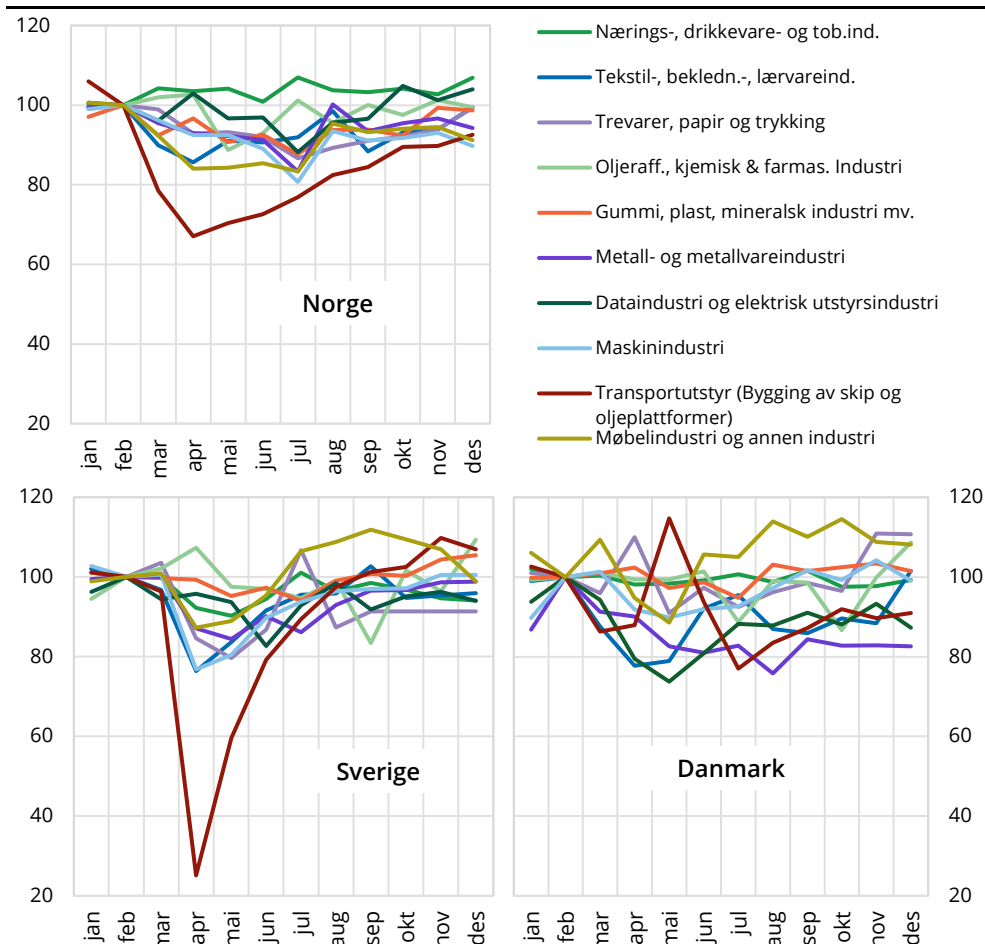 120
100
80
60
40
20
Norge
jan
feb
mar
apr
mai
jun
jul
aug
sep
okt
nov
des
Nærings-, drikkevare- og tob.ind.
Tekstil-, bekledn.-, lærvareind.
Trevarer, papir og trykking
Oljeraff., kjemisk & farmas. Industri
Gummi, plast, mineralsk industri mv.
Metall- og metallvareindustri
Dataindustri og elektrisk utstyrsindustri
Maskinindustri
Transportutstyr (Bygging av skip og
oljeplattformer)
Møbelindustri og annen industri
120
100
80
60
40
20
Sverige
jan
feb
mar
apr
mai
jun
jul
aug
sep
okt
nov
des
Danmark
120
100
80
60
40
20
jan
feb
mar
apr
mai
jun
jul
aug
sep
okt
nov
des